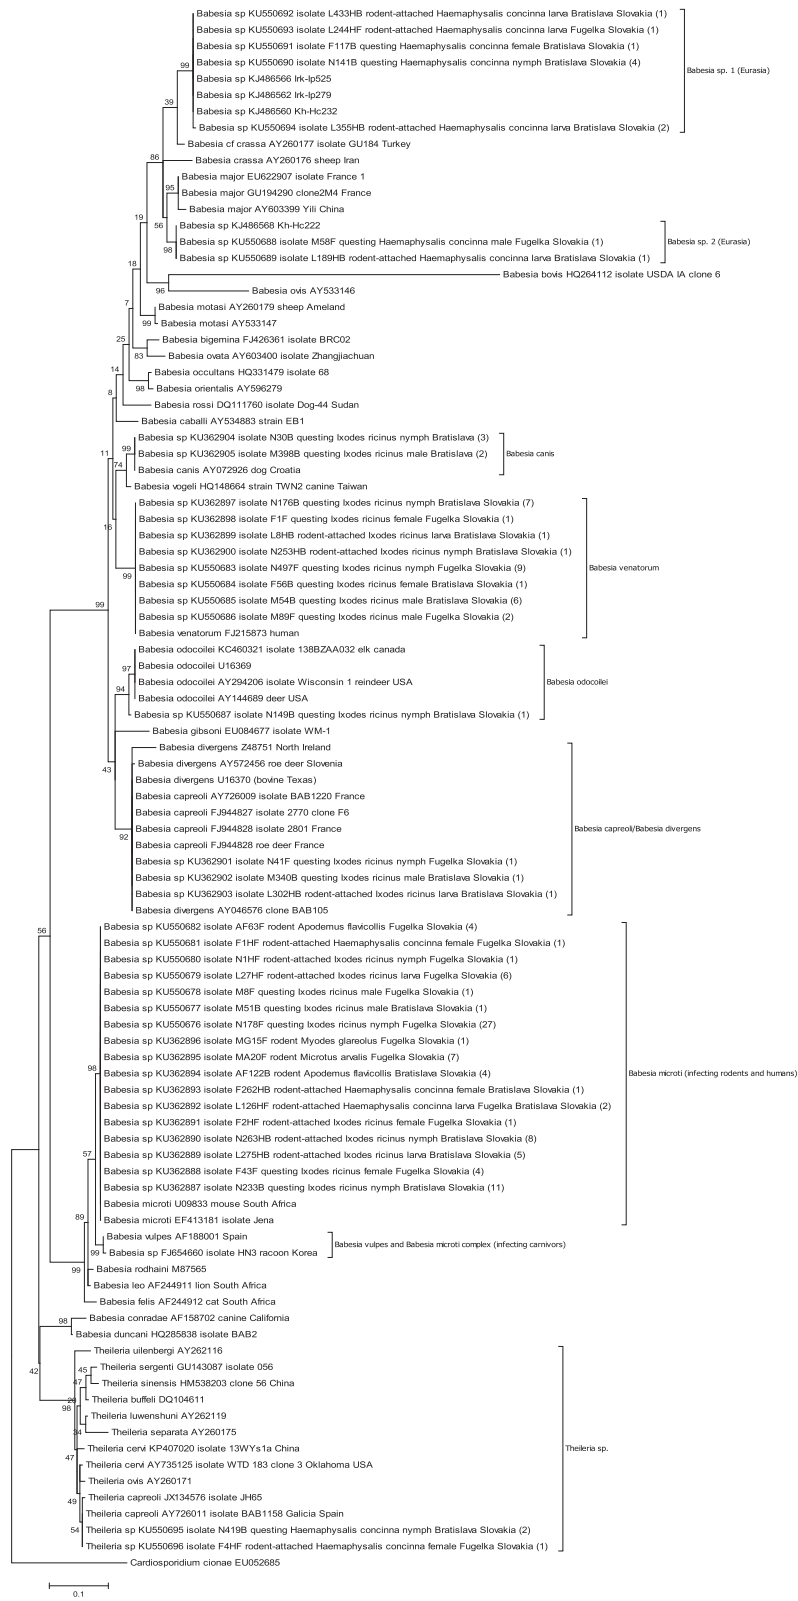 Babesia sp KU550692 isolate L433HB rodent-attached Haemaphysalis concinna larva Bratislava Slovakia (1)
Babesia sp KU550693 isolate L244HF rodent-attached Haemaphysalis concinna larva Fugelka Slovakia (1)
Babesia sp KU550691 isolate F117B questing Haemaphysalis concinna female Bratislava Slovakia (1)
Babesia sp KU550690 isolate N141B questing Haemaphysalis concinna nymph Bratislava Slovakia (4)
99
Babesia sp. 1 (Eurasia)
Babesia sp KJ486566 Irk-Ip525
Babesia sp KJ486562 Irk-Ip279
39
Babesia sp KJ486560 Kh-Hc232
Babesia sp KU550694 isolate L355HB rodent-attached Haemaphysalis concinna larva Bratislava Slovakia (2)
Babesia cf crassa AY260177 isolate GU184 Turkey
86
Babesia crassa AY260176 sheep Iran
Babesia major EU622907 isolate France 1
95
Babesia major GU194290 clone2M4 France
Babesia major AY603399 Yili China
19
56
Babesia sp KJ486568 Kh-Hc222
Babesia sp KU550688 isolate M58F questing Haemaphysalis concinna male Fugelka Slovakia (1)
Babesia sp. 2 (Eurasia)
98
Babesia sp KU550689 isolate L189HB rodent-attached Haemaphysalis concinna larva Bratislava Slovakia (1)
18
Babesia bovis HQ264112 isolate USDA IA clone 6
96
Babesia ovis AY533146
7
Babesia motasi AY260179 sheep Ameland
99
Babesia motasi AY533147
25
Babesia bigemina FJ426361 isolate BRC02
83
Babesia ovata AY603400 isolate Zhangjiachuan
14
Babesia occultans HQ331479 isolate 68
98
Babesia orientalis AY596279
8
Babesia rossi DQ111760 isolate Dog-44 Sudan
Babesia caballi AY534883 strain EB1
Babesia sp KU362904 isolate N30B questing Ixodes ricinus nymph Bratislava (3)
99
11
Babesia sp KU362905 isolate M398B questing Ixodes ricinus male Bratislava (2)
Babesia canis
74
Babesia canis AY072926 dog Croatia
Babesia vogeli HQ148664 strain TWN2 canine Taiwan
Babesia sp KU362897 isolate N176B questing Ixodes ricinus nymph Bratislava Slovakia (7)
Babesia sp KU362898 isolate F1F questing Ixodes ricinus female Fugelka Slovakia (1)
16
Babesia sp KU362899 isolate L8HB rodent-attached Ixodes ricinus larva Bratislava Slovakia (1)
Babesia sp KU362900 isolate N253HB rodent-attached Ixodes ricinus nymph Bratislava Slovakia (1)
Babesia sp KU550683 isolate N497F questing Ixodes ricinus nymph Fugelka Slovakia (9)
Babesia venatorum
99
Babesia sp KU550684 isolate F56B questing Ixodes ricinus female Bratislava Slovakia (1)
Babesia sp KU550685 isolate M54B questing Ixodes ricinus male Bratislava Slovakia (6)
99
Babesia sp KU550686 isolate M89F questing Ixodes ricinus male Fugelka Slovakia (2)
Babesia venatorum FJ215873 human
Babesia odocoilei KC460321 isolate 138BZAA032 elk canada
97
Babesia odocoilei U16369
Babesia odocoilei AY294206 isolate Wisconsin 1 reindeer USA
Babesia odocoilei
94
Babesia odocoilei AY144689 deer USA
Babesia sp KU550687 isolate N149B questing Ixodes ricinus nymph Bratislava Slovakia (1)
Babesia gibsoni EU084677 isolate WM-1
Babesia divergens Z48751 North Ireland
43
Babesia divergens AY572456 roe deer Slovenia
Babesia divergens U16370 (bovine Texas)
Babesia capreoli AY726009 isolate BAB1220 France
Babesia capreoli FJ944827 isolate 2770 clone F6
Babesia capreoli FJ944828 isolate 2801 France
Babesia capreoli/Babesia divergens
92
Babesia capreoli FJ944828 roe deer France
Babesia sp KU362901 isolate N41F questing Ixodes ricinus nymph Fugelka Slovakia (1)
Babesia sp KU362902 isolate M340B questing Ixodes ricinus male Bratislava Slovakia (1)
Babesia sp KU362903 isolate L302HB rodent-attached Ixodes ricinus larva Bratislava Slovakia (1)
Babesia divergens AY046576 clone BAB105
56
Babesia sp KU550682 isolate AF63F rodent Apodemus flavicollis Fugelka Slovakia (4)
Babesia sp KU550681 isolate F1HF rodent-attached Haemaphysalis concinna female Fugelka Slovakia (1)
Babesia sp KU550680 isolate N1HF rodent-attached Ixodes ricinus nymph Fugelka Slovakia (1)
Babesia sp KU550679 isolate L27HF rodent-attached Ixodes ricinus larva Fugelka Slovakia (6)
Babesia sp KU550678 isolate M8F questing Ixodes ricinus male Fugelka Slovakia (1)
Babesia sp KU550677 isolate M51B questing Ixodes ricinus male Bratislava Slovakia (1)
Babesia sp KU550676 isolate N178F questing Ixodes ricinus nymph Fugelka Slovakia (27)
Babesia sp KU362896 isolate MG15F rodent Myodes glareolus Fugelka Slovakia (1)
Babesia sp KU362895 isolate MA20F rodent Microtus arvalis Fugelka Slovakia (7)
98
Babesia sp KU362894 isolate AF122B rodent Apodemus flavicollis Bratislava Slovakia (4)
Babesia microti (infecting rodents and humans)
Babesia sp KU362893 isolate F262HB rodent-attached Haemaphysalis concinna female Bratislava Slovakia (1)
Babesia sp KU362892 isolate L126HF rodent-attached Haemaphysalis concinna larva Fugelka Slovakia (2)
Babesia sp KU362891 isolate F2HF rodent-attached Ixodes ricinus female Fugelka Slovakia (1)
Babesia sp KU362890 isolate N263HB rodent-attached Ixodes ricinus nymph Bratislava Slovakia (8)
57
Babesia sp KU362889 isolate L275HB rodent-attached Ixodes ricinus larva Bratislava Slovakia (5)
Babesia sp KU362888 isolate F43F questing Ixodes ricinus female Fugelka Slovakia (4)
Babesia sp KU362887 isolate N233B questing Ixodes ricinus nymph Bratislava Slovakia (11)
Babesia microti U09833 mouse South Africa
89
Babesia microti EF413181 isolate Jena
Babesia vulpes AF188001 Spain
Babesia vulpes and Babesia microti complex (infecting carnivors)
99
Babesia sp FJ654660 isolate HN3 racoon Korea
99
Babesia rodhaini M87565
Babesia leo AF244911 lion South Africa
Babesia felis AF244912 cat South Africa
98
Babesia conradae AF158702 canine California
Babesia duncani HQ285838 isolate BAB2
Theileria uilenbergi AY262116
42
45
Theileria sergenti GU143087 isolate 056
47
Theileria sinensis HM538203 clone 56 China
Theileria buffeli DQ104611
98
Theileria luwenshuni AY262119
34
Theileria separata AY260175
Theileria cervi KP407020 isolate 13WYs1a China
Theileria sp.
47
Theileria cervi AY735125 isolate WTD 183 clone 3 Oklahoma USA
Theileria ovis AY260171
49
Theileria capreoli JX134576 isolate JH65
Theileria capreoli AY726011 isolate BAB1158 Galicia Spain
54
Theileria sp KU550695 isolate N419B questing Haemaphysalis concinna nymph Bratislava Slovakia (2)
Theileria sp KU550696 isolate F4HF rodent-attached Haemaphysalis concinna female Fugelka Slovakia (1)
Cardiosporidium cionae EU052685
0.1